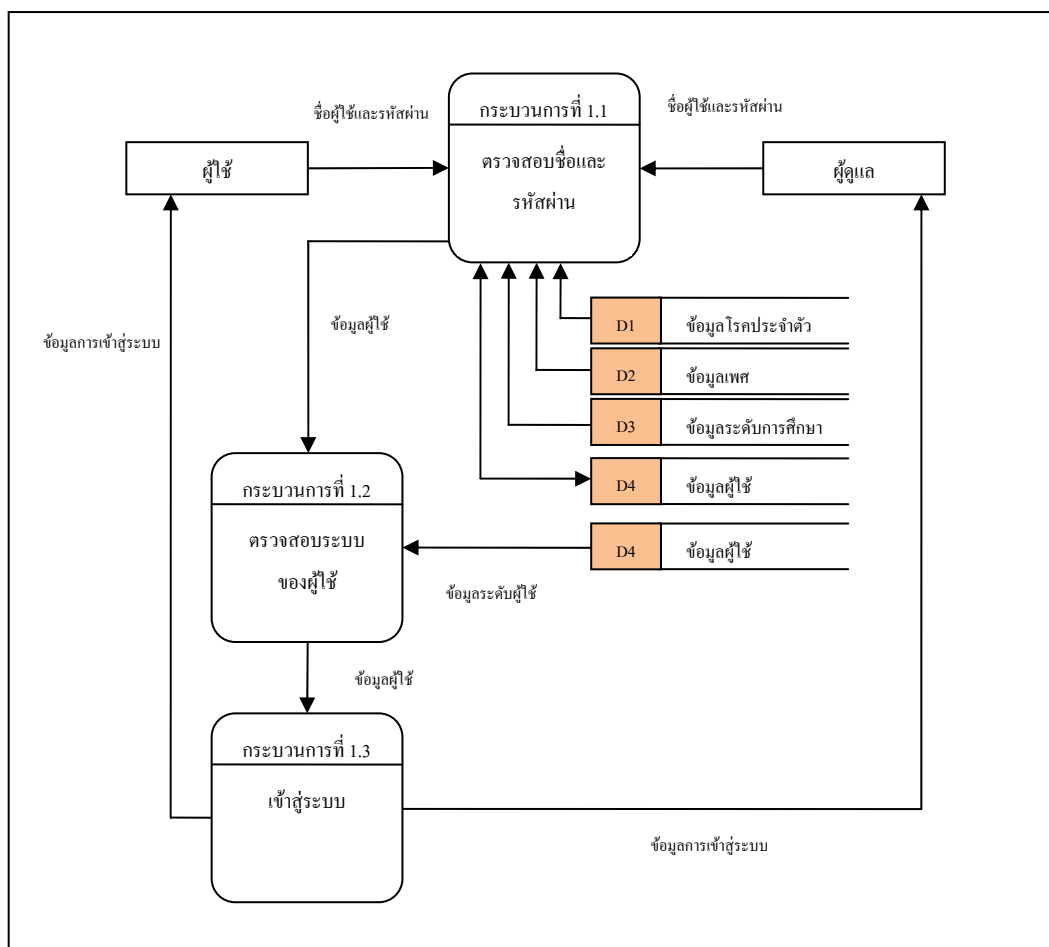 กระบวนการที่ 1.1
ชื่อผู้ใช้และรหัสผ่าน
ชื่อผู้ใช้และรหัสผ่าน
ผู้ใช้
ตรวจสอบชื่อและ
รหัสผ่าน
ผู้ดูแล
ข้อมูลผู้ใช้
ข้อมูลการเข้าสู่ระบบ
D1
ข้อมูลโรคประจำตัว
D2
ข้อมูลเพศ
D3
ข้อมูลระดับการศึกษา
D4
ข้อมูลผู้ใช้
กระบวนการที่ 1.2
ตรวจสอบระบบ
ของผู้ใช้
D4
ข้อมูลผู้ใช้
ข้อมูลระดับผู้ใช้
ข้อมูลผู้ใช้
กระบวนการที่ 1.3
เข้าสู่ระบบ
ข้อมูลการเข้าสู่ระบบ